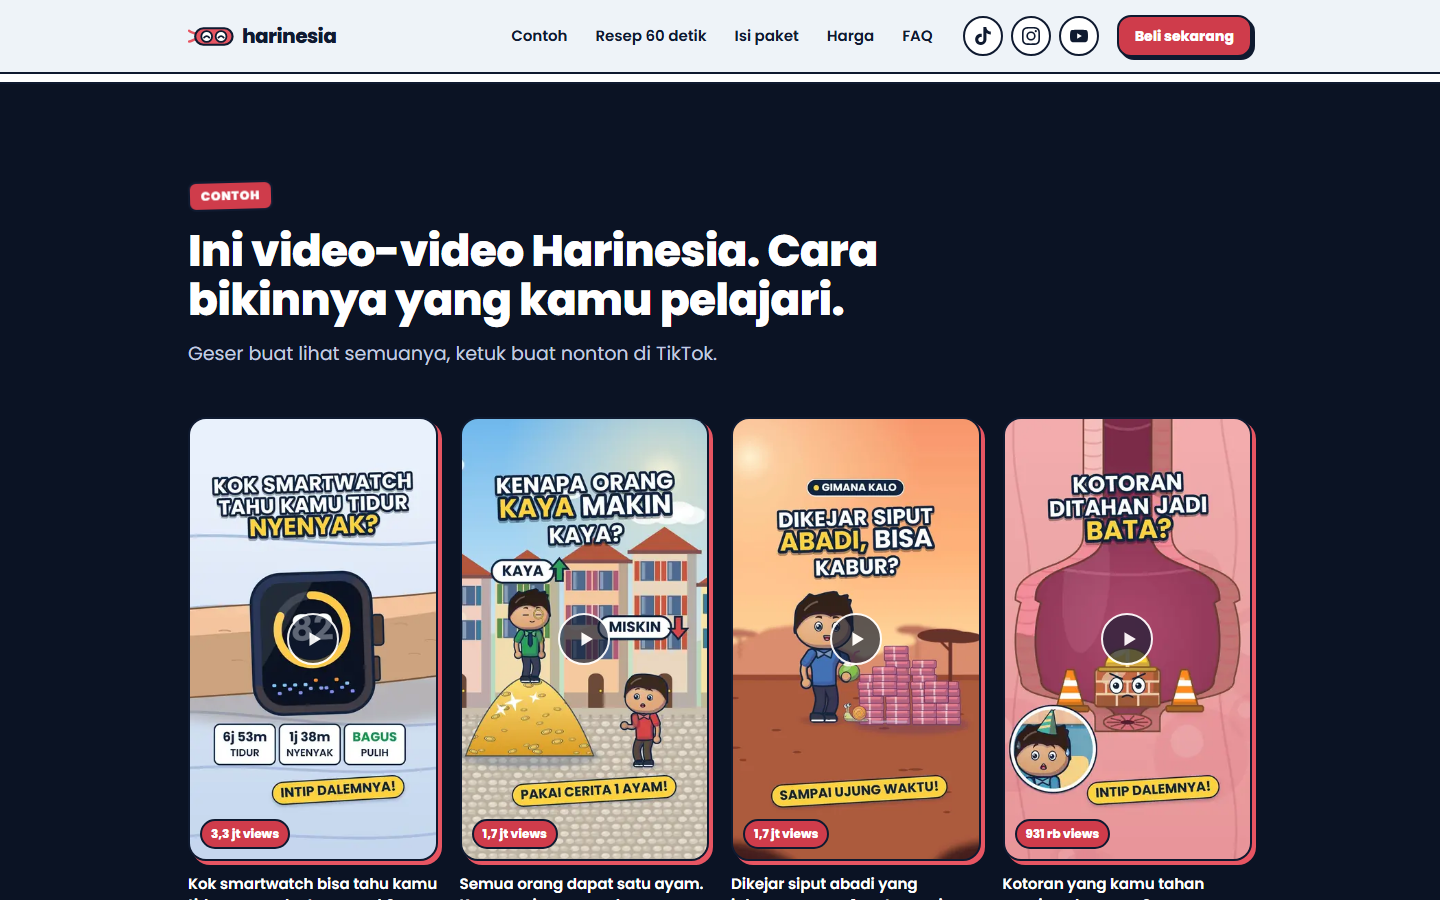 harinesia
Contoh
Resep 60 detik
Isi paket
Harga
FAQ
Beli sekarang
CONTOH
Ini video-video Harinesia. Cara
bikinnya yang kamu pelajari.
Geser buat lihat semuanya, ketuk buat nonton di TikTok.
KOK SMARTWATCH
TAHU KAMU TIDUR
NYENYAK?
82
6j 53m
TIDUR
1j 38m
NYENYAK
BAGUS
PULIH
INTIP DALEMNYA!
3,3 jt views
Kok smartwatch bisa tahu kamu
KENAPA ORANG
KAYA MAKIN
KAYA?
KAYA
MISKIN
PAKAI CERITA 1 AYAM!
1,7 jt views
Semua orang dapat satu ayam.
GIMANA KALO
DIKEJAR SIPUT
ABADI, BISA
KABUR?
SAMPAI UJUNG WAKTU!
1,7 jt views
Dikejar siput abadi yang
KOTORAN
DITAHAN JADI
BATA?
INTIP DALEMNYA!
931 rb views
Kotoran yang kamu tahan